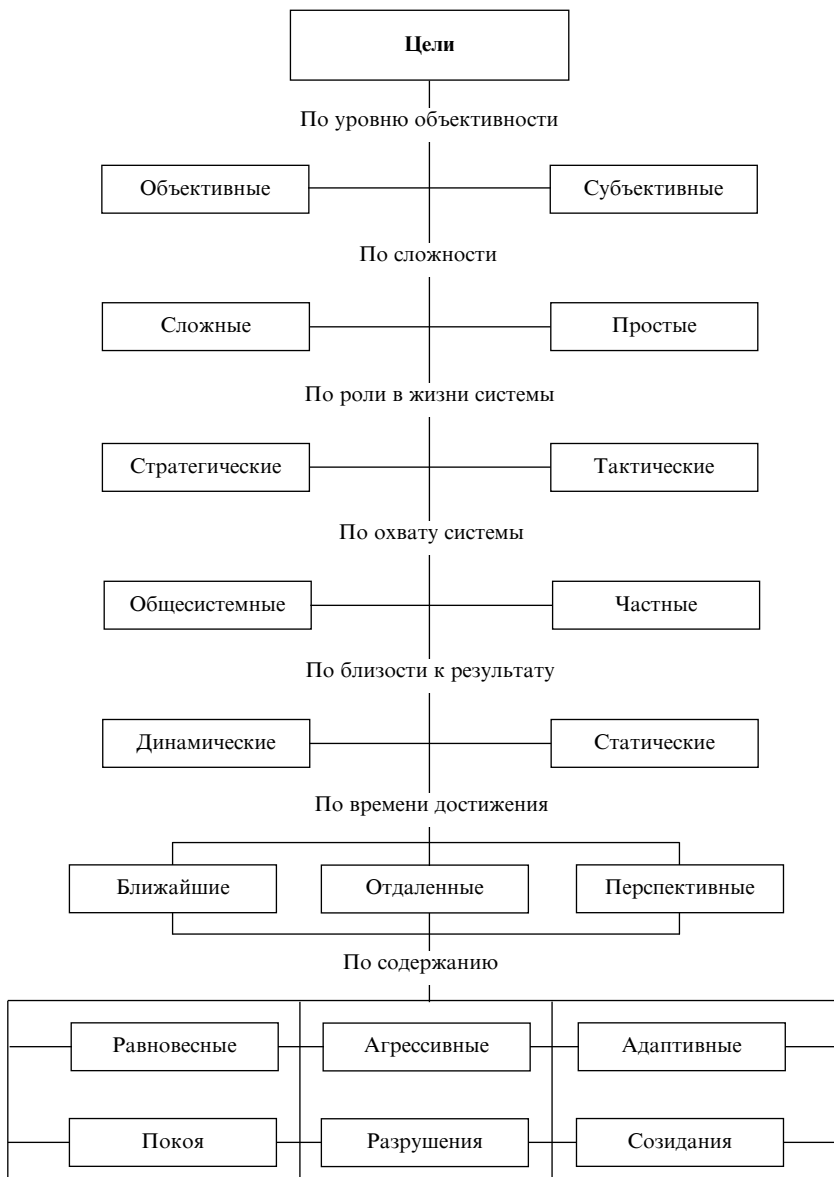 Цели
По уровню объективности
Объективные
Субъективные
По сложности
Сложные
Простые
По роли в жизни системы
Стратегические
Тактические
По охвату системы
Общесистемные
Частные
По близости к результату
Динамические
Статические
По времени достижения
Ближайшие
Отдаленные
Перспективные
По содержанию
Равновесные
Агрессивные
Адаптивные
Покоя
Разрушения
Созидания